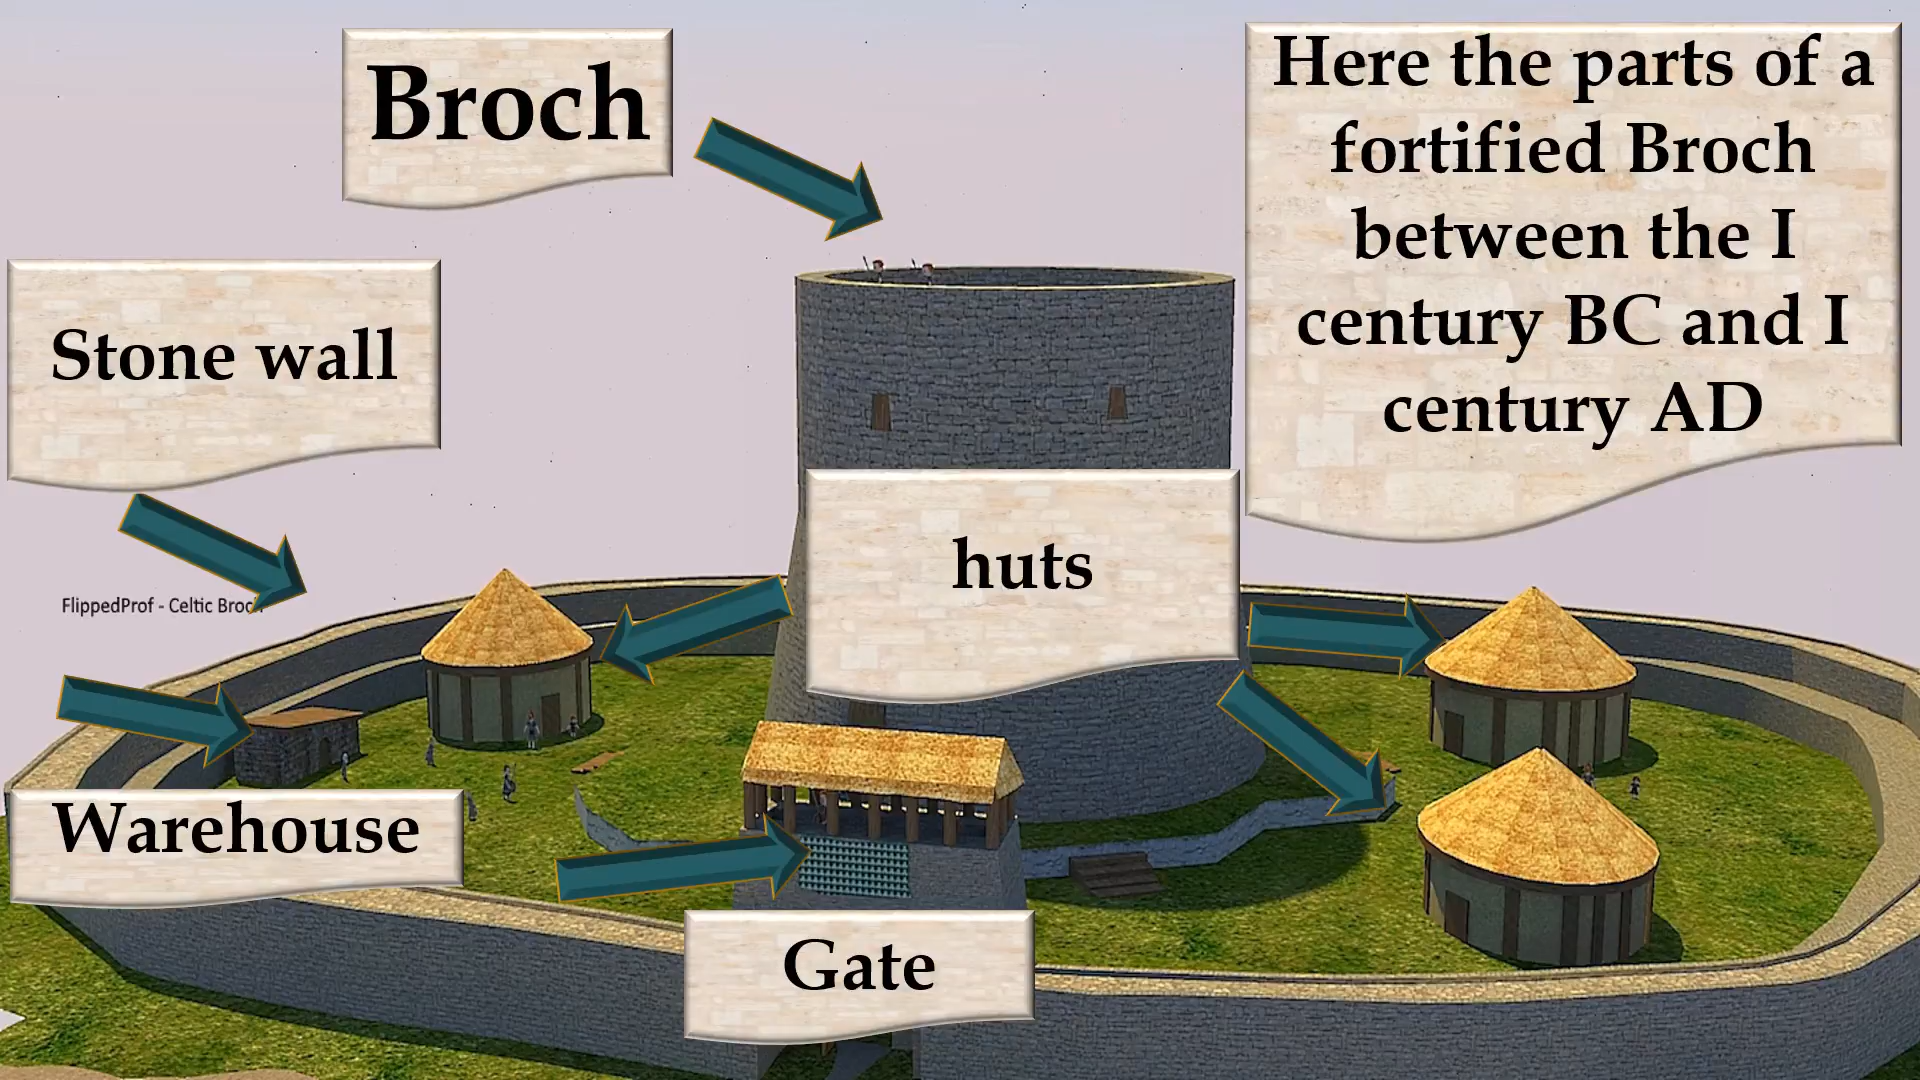 Broch
Here the parts of a
fortified Broch
between the I
century BC and I
century AD
Stone wall
huts
FlippedProf - Celtic Broch
Warehouse
Gate